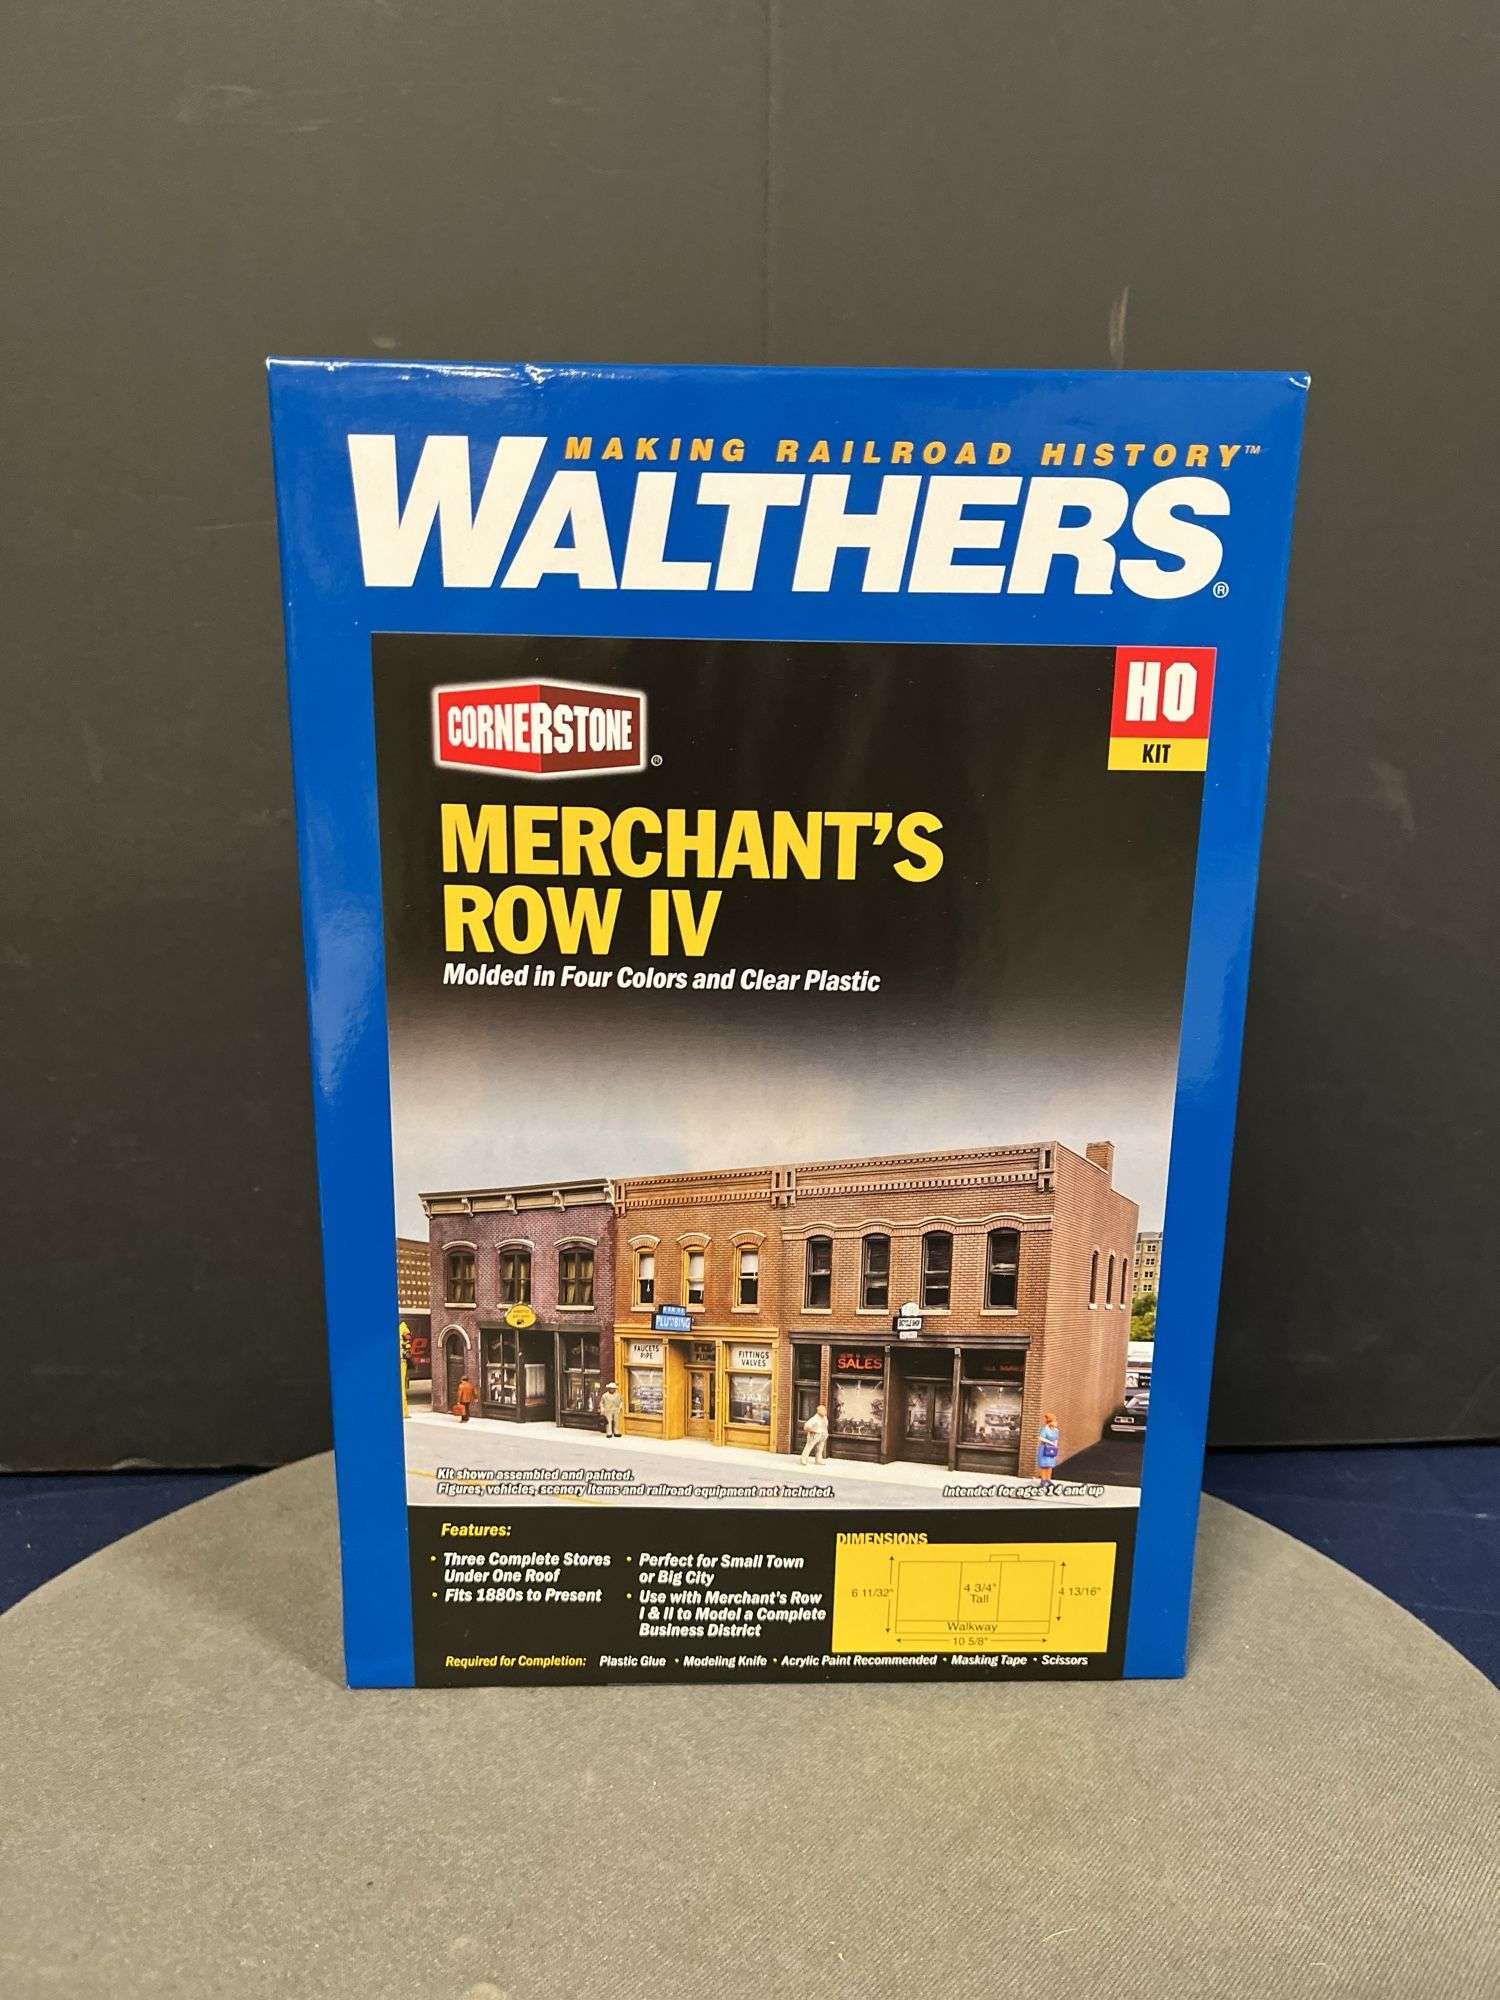 MAKING RAILROAD HISTORY™
WALTHERS®
HO
KIT
CORNERSTONE®
MERCHANT'S
ROW IV
Molded in Four Colors and Clear Plastic
PLUMBING
FAUCETS
PIPE
FITTINGS
VALVES
SALES
Kit shown assembled and painted.
Figures, vehicles, scenery items and railroad equipment not included.
Intended for ages 14 and up
Features:
• Three Complete Stores
Under One Roof
• Fits 1880s to Present
• Perfect for Small Town
or Big City
• Use with Merchant's Row
I & II to Model a Complete
Business District
DIMENSIONS
6 11/32"
4 3/4"
Tall
4 13/16"
Walkway
10 5/8"
Required for Completion: Plastic Glue • Modeling Knife • Acrylic Paint Recommended • Masking Tape • Scissors